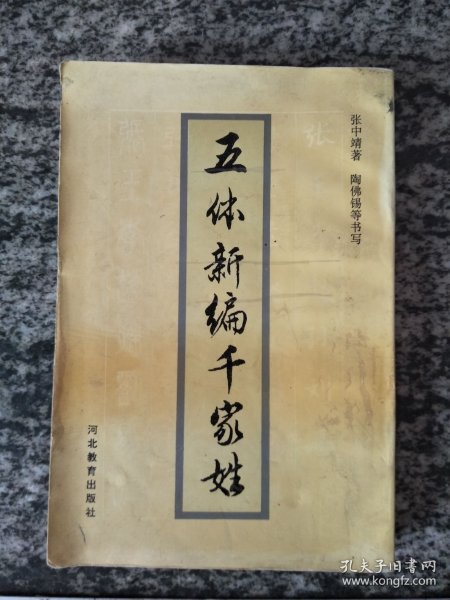 张中靖著 陶佛锡等书写
五体新编千家姓
河北教育出版社
张
孔夫子旧书网
www.kongfz.com